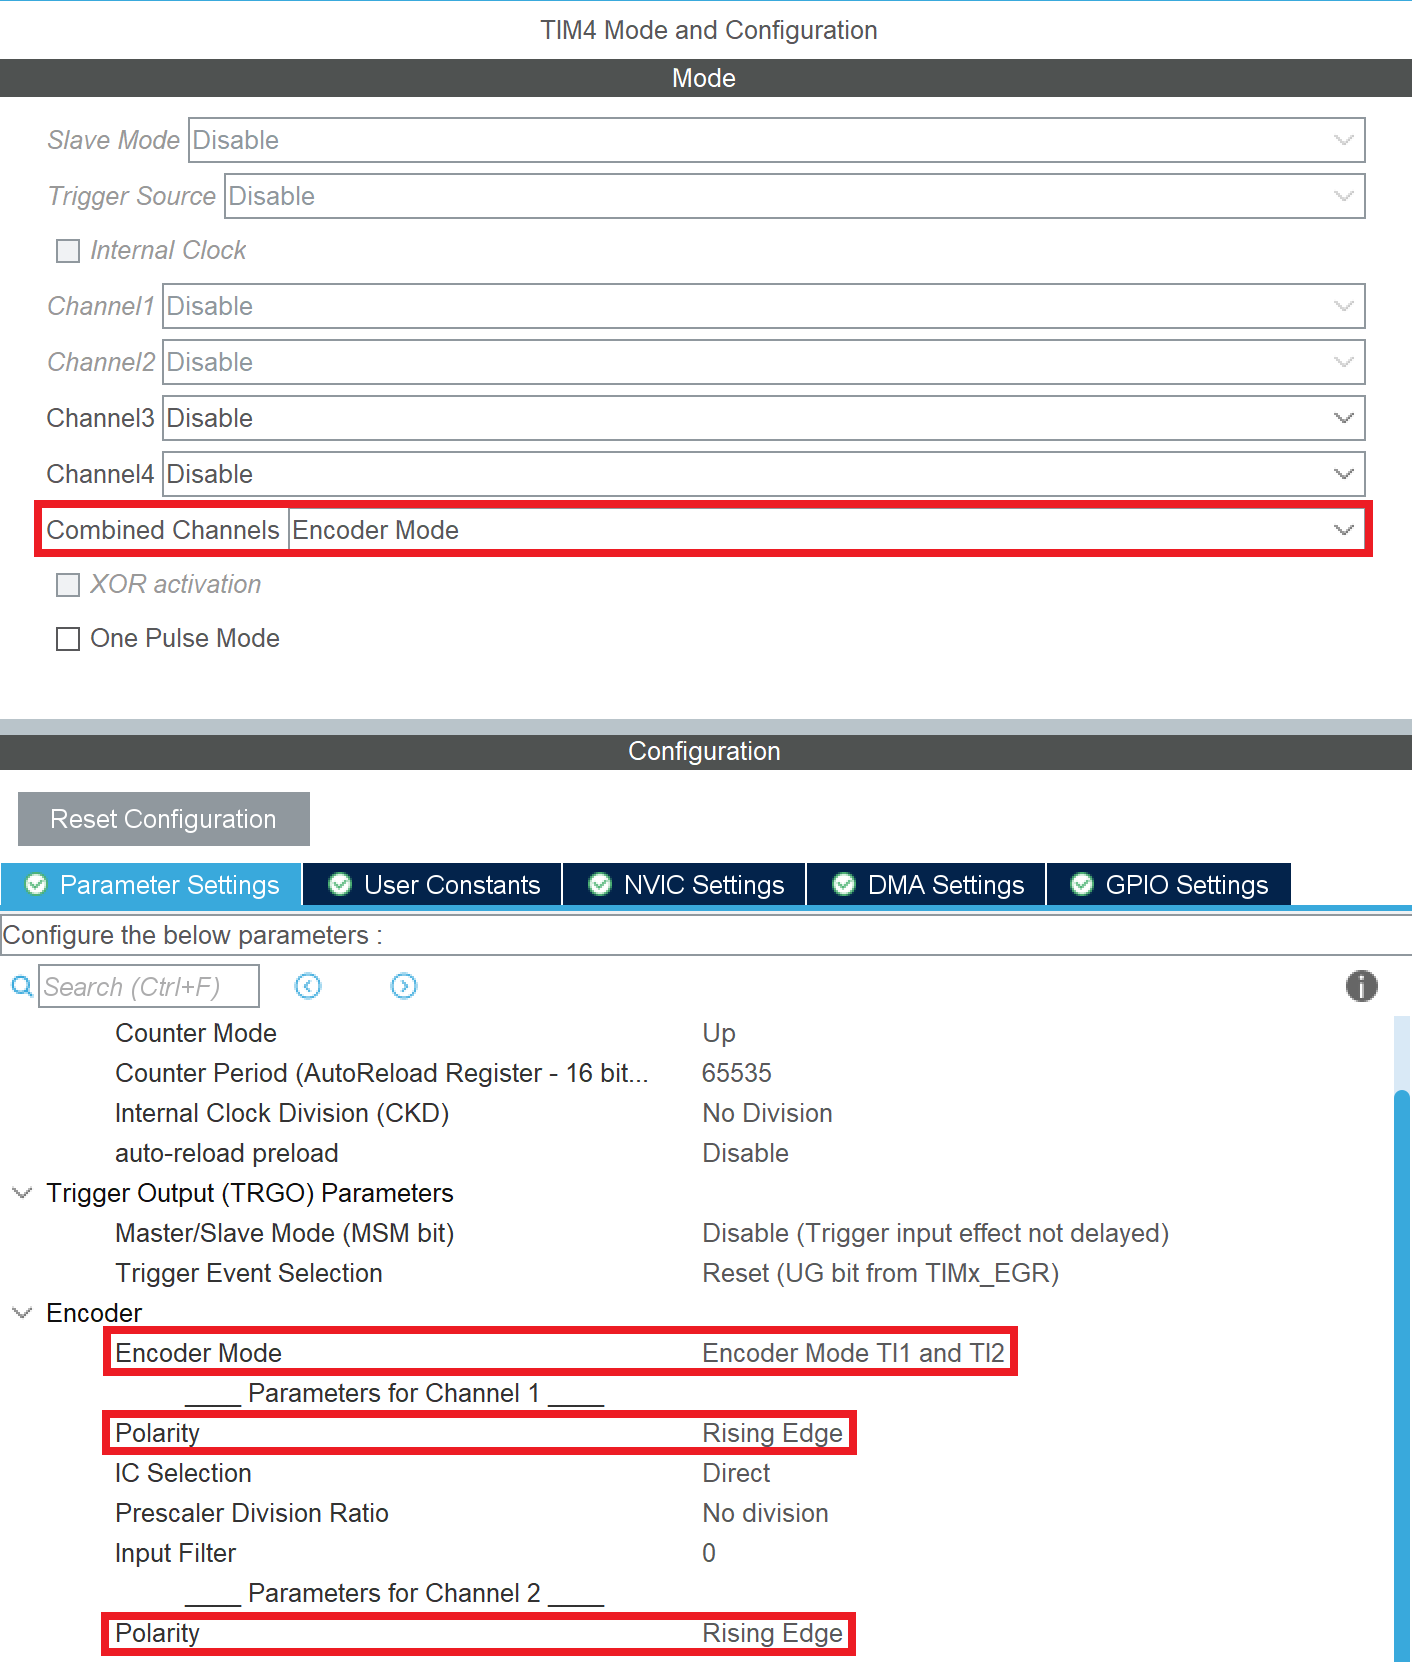 TIM4 Mode and Configuration
Mode
Slave Mode Disable
Trigger Source Disable
Internal Clock
Channel1 Disable
Channel2 Disable
Channel3 Disable
Channel4 Disable
Combined Channels Encoder Mode
XOR activation
One Pulse Mode
Configuration
Reset Configuration
Parameter Settings User Constants NVIC Settings DMA Settings GPIO Settings
Configure the below parameters :
Search (Ctrl+F)
Counter Mode Up
Counter Period (AutoReload Register - 16 bit... 65535
Internal Clock Division (CKD) No Division
auto-reload preload Disable
Trigger Output (TRGO) Parameters
Master/Slave Mode (MSM bit) Disable (Trigger input effect not delayed)
Trigger Event Selection Reset (UG bit from TIMx_EGR)
Encoder
Encoder Mode Encoder Mode TI1 and TI2
____ Parameters for Channel 1 ____
Polarity Rising Edge
IC Selection Direct
Prescaler Division Ratio No division
Input Filter 0
____ Parameters for Channel 2 ____
Polarity Rising Edge